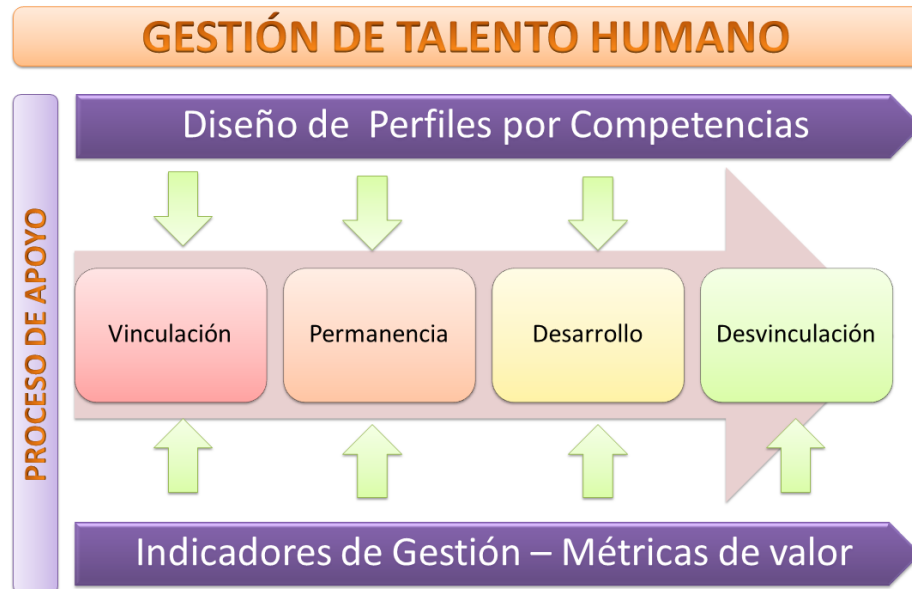 GESTIÓN DE TALENTO HUMANO
PROCESO DE APOYO
Diseño de Perfiles por Competencias
Vinculación
Permanencia
Desarrollo
Desvinculación
Indicadores de Gestión – Métricas de valor